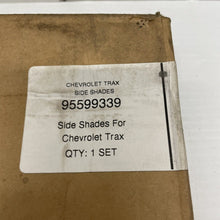 CHEVROLET TRAX
SIDE SHADES
95599339
Side Shades For
Chevrolet Trax
QTY: 1 SET